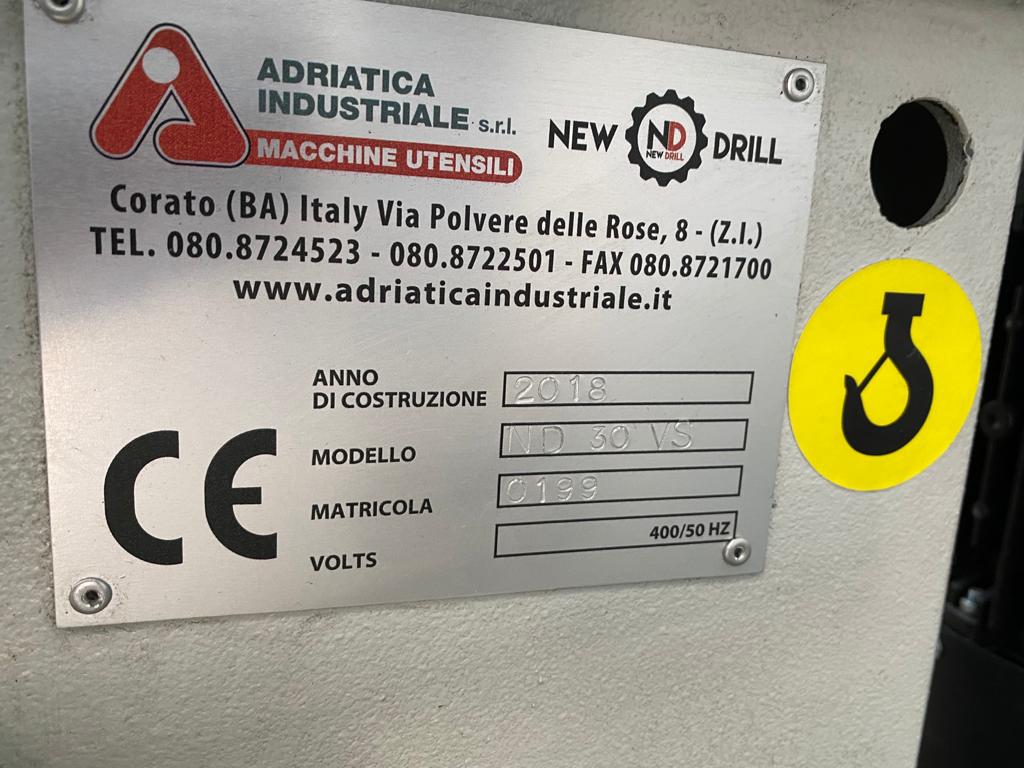 ADRIATICA
INDUSTRIALE s.r.l.
MACCHINE UTENSILI
NEW ND NEW DRILL DRILL
Corato (BA) Italy Via Polvere delle Rose, 8 - (Z.I.)
TEL. 080.8724523 - 080.8722501 - FAX 080.8721700
www.adriaticaindustriale.it
ANNO
DI COSTRUZIONE 2018
MODELLO ND 30 VS
MATRICOLA 0199
VOLTS 400/50 HZ
CE